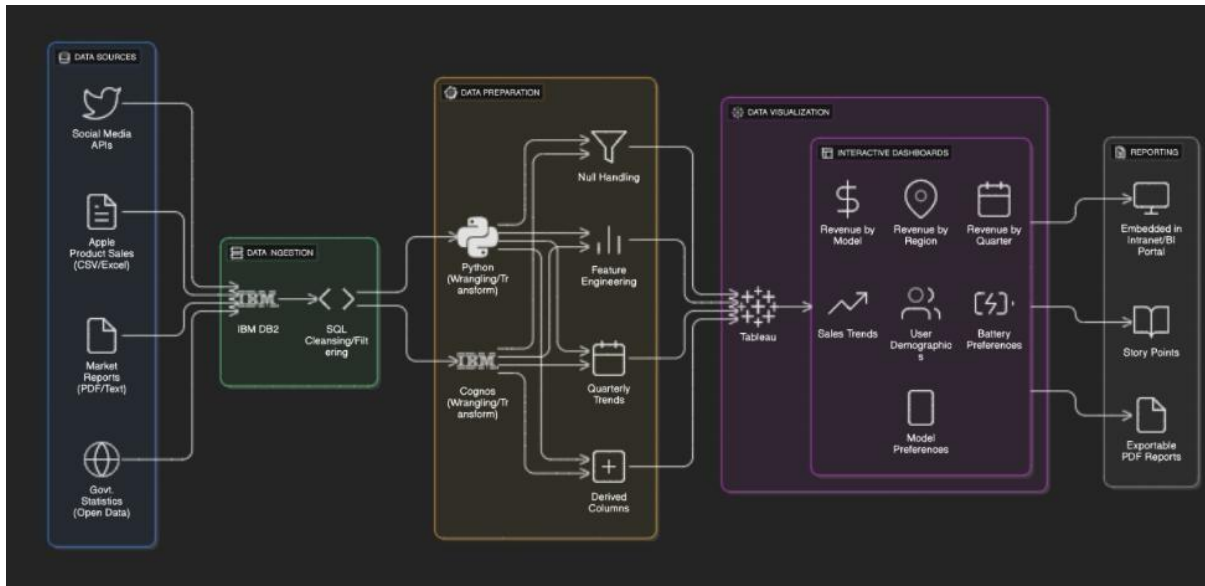 DATA SOURCES
Social Media
APIs
Apple
Product Sales
(CSV/Excel)
Market
Reports
(PDF/Text)
Govt.
Statistics
(Open Data)
DATA INGESTION
IBM
IBM DB2
SQL
Cleansing/Filt
ering
DATA PREPARATION
Python
(Wrangling/Tr
ansform)
IBM
Cognos
(Wrangling/Tr
ansform)
Null Handling
Feature
Engineering
Quarterly
Trends
Derived
Columns
DATA VISUALIZATION
Tableau
INTERACTIVE DASHBOARDS
Revenue by
Model
Revenue by
Region
Revenue by
Quarter
Sales Trends
User
Demographic
s
Battery
Preferences
Model
Preferences
REPORTING
Embedded in
Intranet/BI
Portal
Story Points
Exportable
PDF Reports